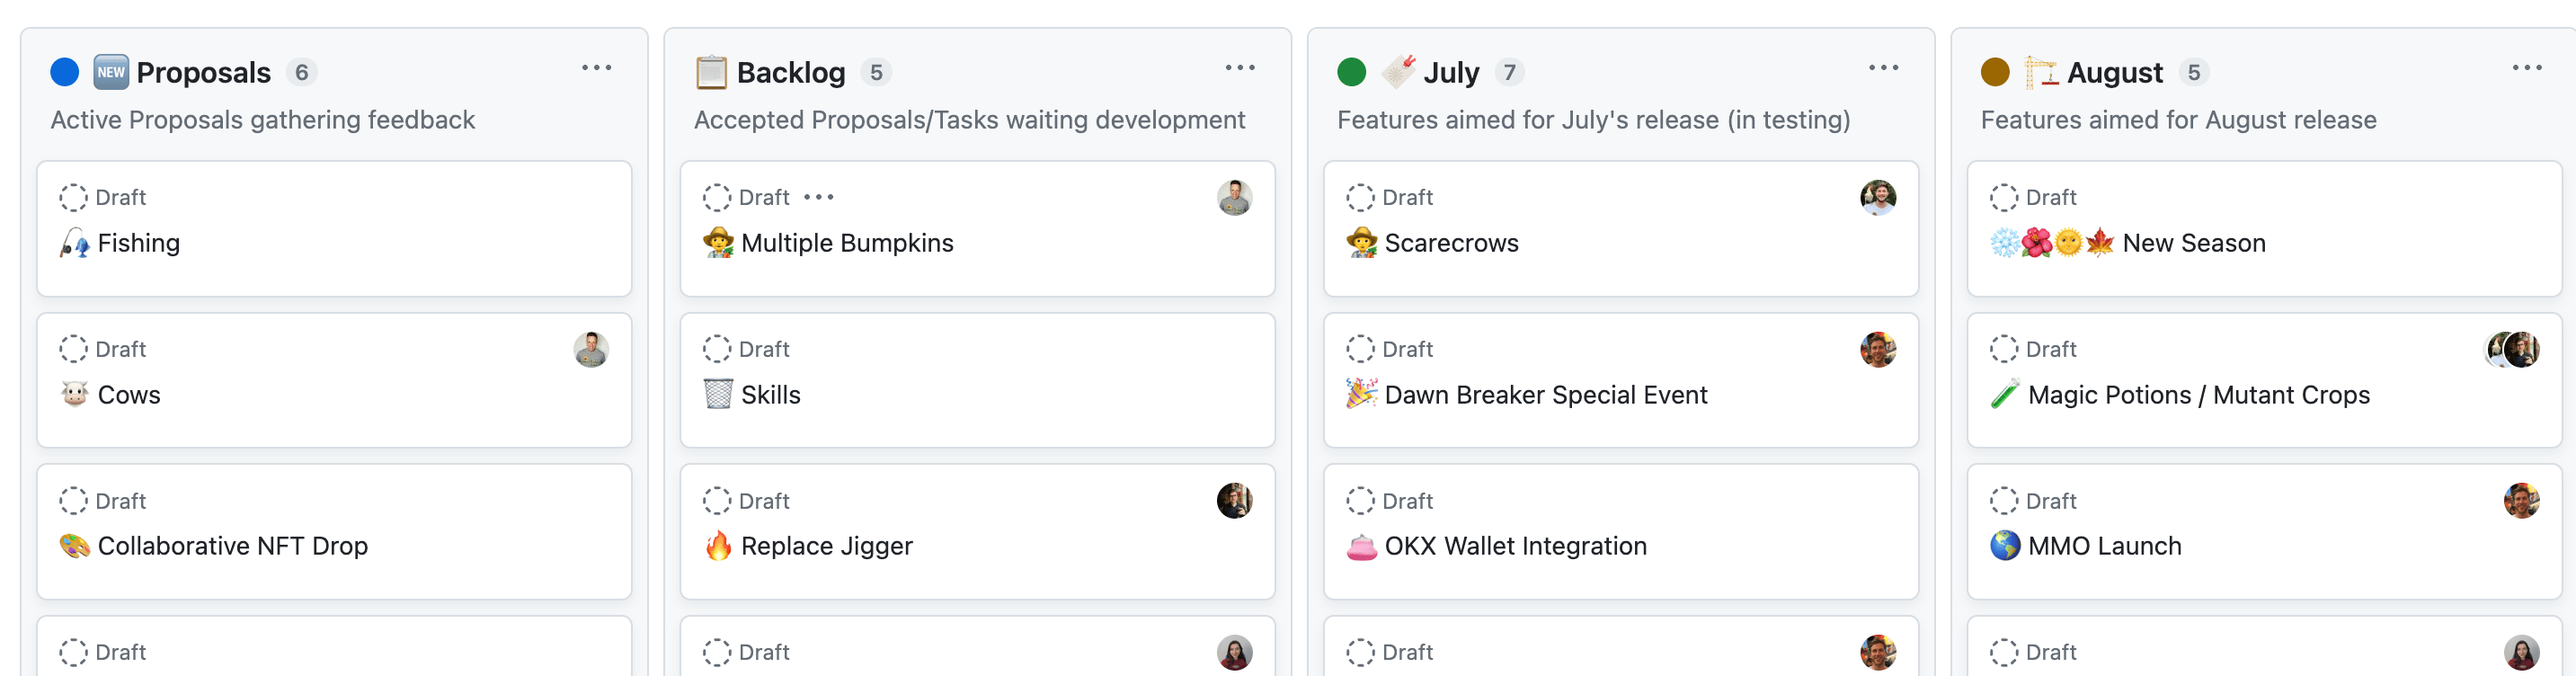 Proposals 6
Active Proposals gathering feedback
Draft
Fishing
Draft
Cows
Draft
Collaborative NFT Drop
Draft
Backlog 5
Accepted Proposals/Tasks waiting development
Draft
Multiple Bumpkins
Draft
Skills
Draft
Replace Jigger
Draft
July 7
Features aimed for July's release (in testing)
Draft
Scarecrows
Draft
Dawn Breaker Special Event
Draft
OKX Wallet Integration
Draft
August 5
Features aimed for August release
Draft
New Season
Draft
Magic Potions / Mutant Crops
Draft
MMO Launch
Draft